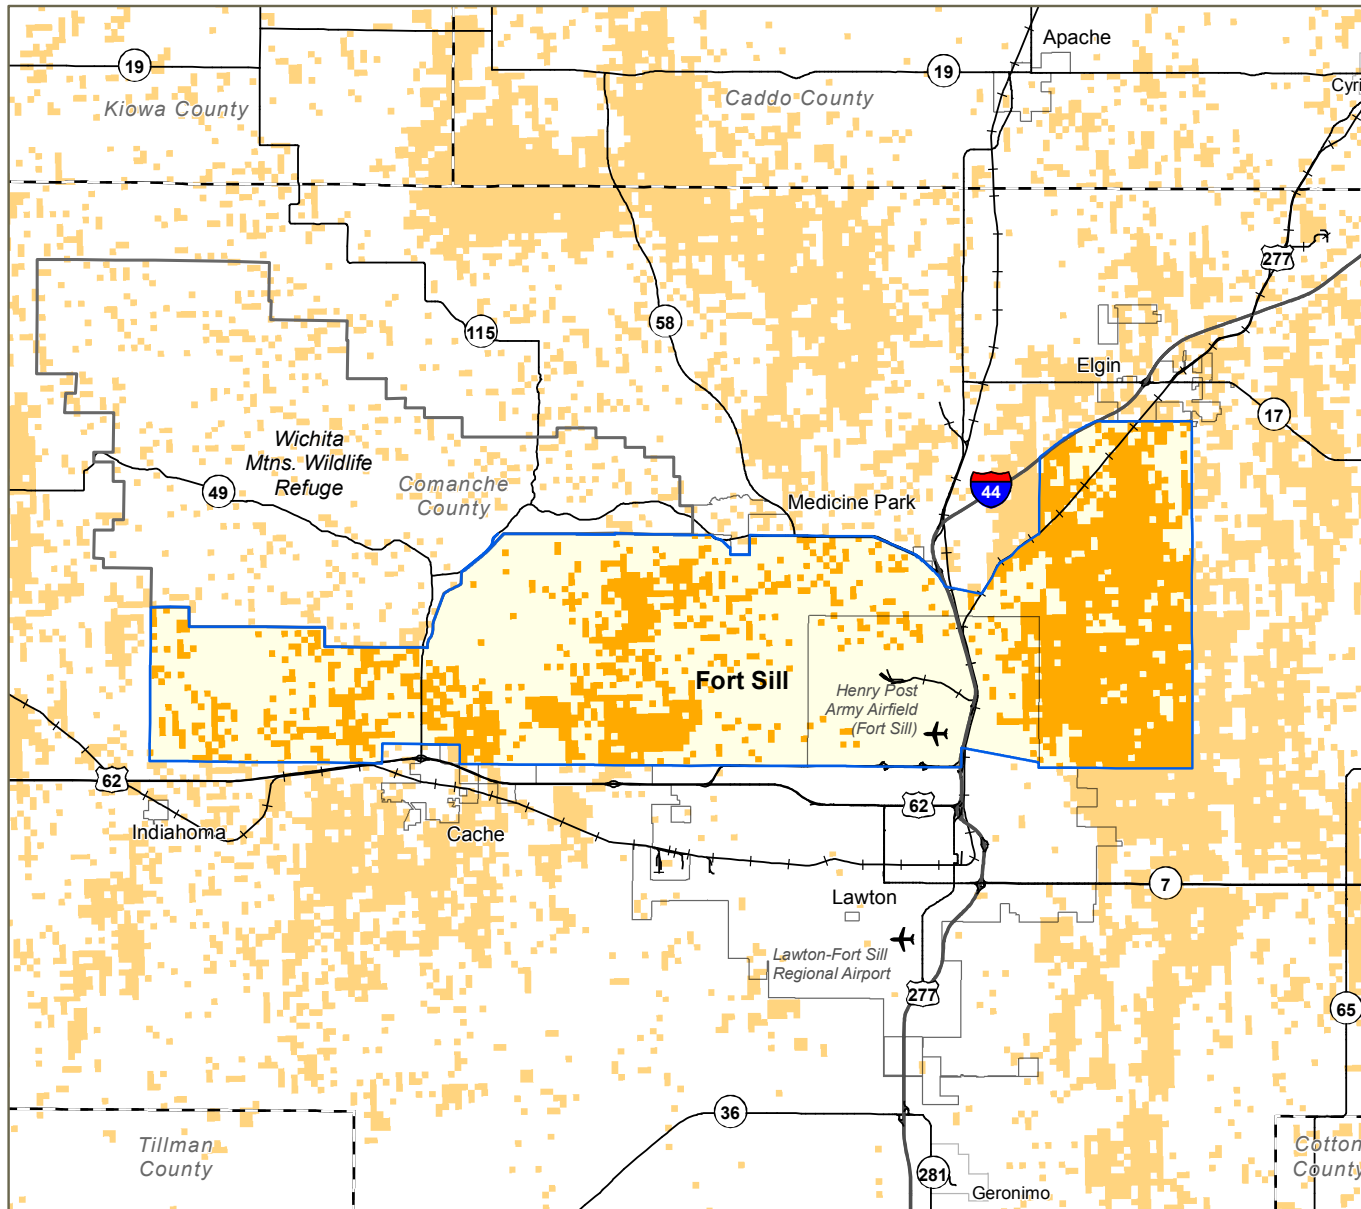 Apache
19
19
Cyri
Kiowa County
Caddo County
277
115
58
Elgin
17
Wichita
Mtns. Wildlife
Refuge
49
Comanche
County
44
Medicine Park
Fort Sill
Henry Post
Army Airfield
(Fort Sill)
62
62
Indiahoma
Cache
7
Lawton
Lawton-Fort Sill
Regional Airport
277
65
36
Tillman
County
Cotton
County
281
Geronimo